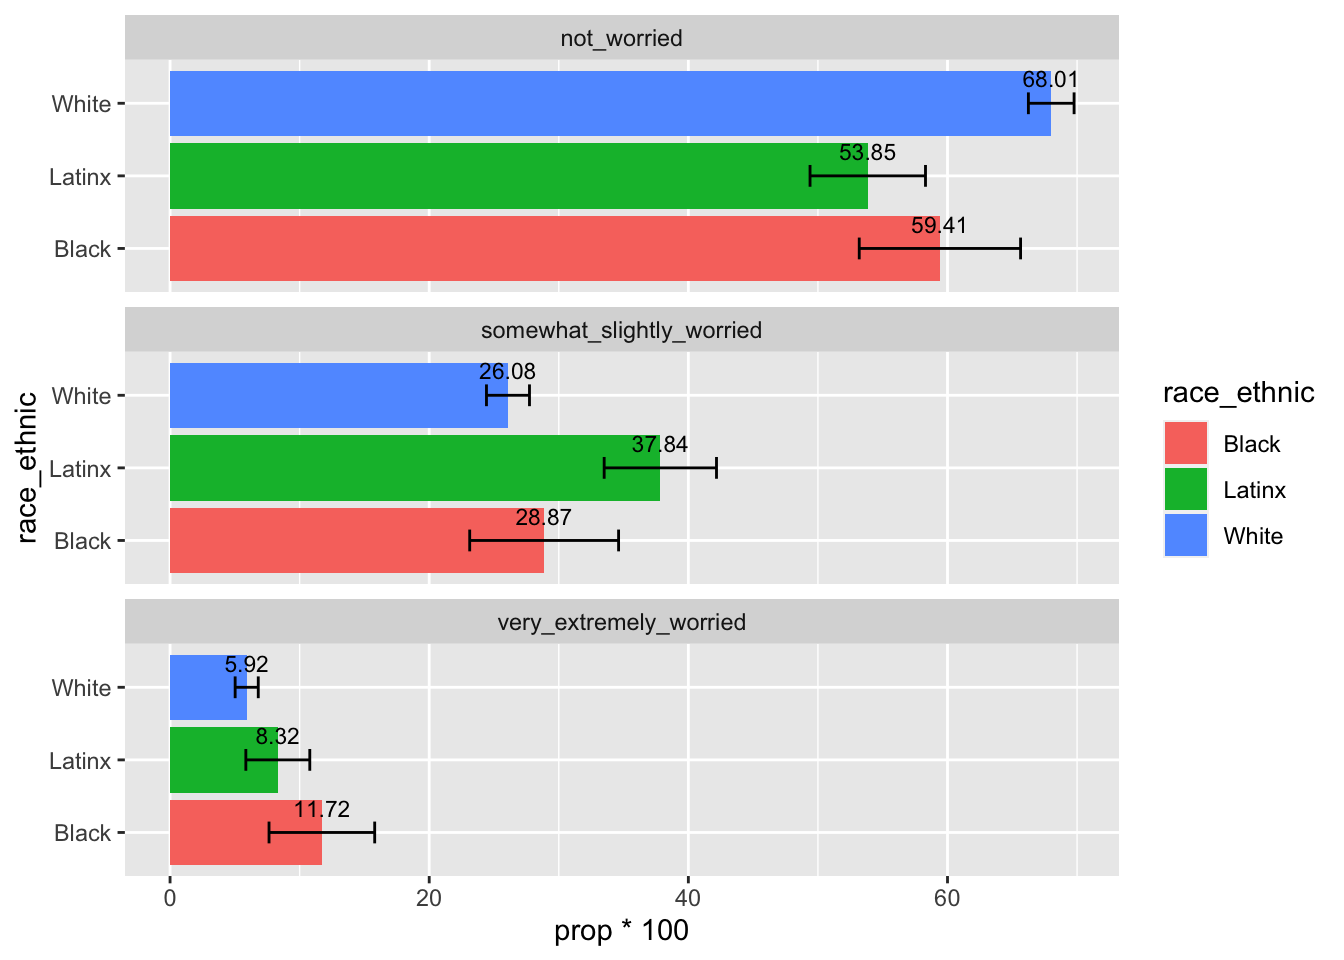 not_worried
White
68.01
Latinx
53.85
Black
59.41
somewhat_slightly_worried
White
26.08
Latinx
37.84
Black
28.87
very_extremely_worried
White
5.92
Latinx
8.32
Black
11.72
0 20 40 60
prop * 100
race_ethnic
race_ethnic
Black
Latinx
White